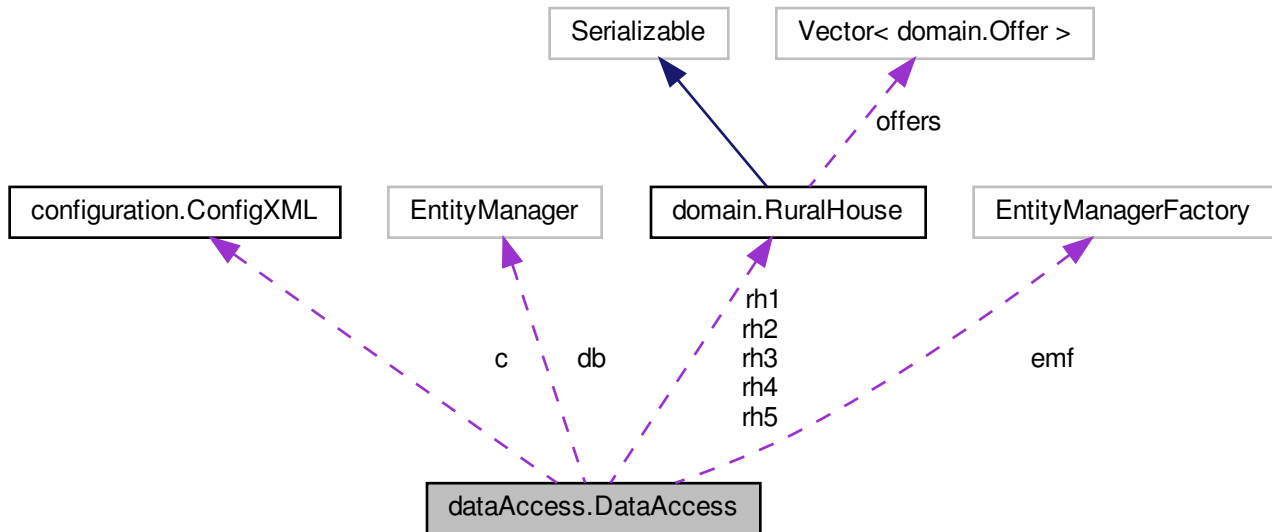 Serializable
Vector< domain.Offer >
offers
configuration.ConfigXML
EntityManager
domain.RuralHouse
EntityManagerFactory
c
db
rh1
rh2
rh3
rh4
rh5
emf
dataAccess.DataAccess